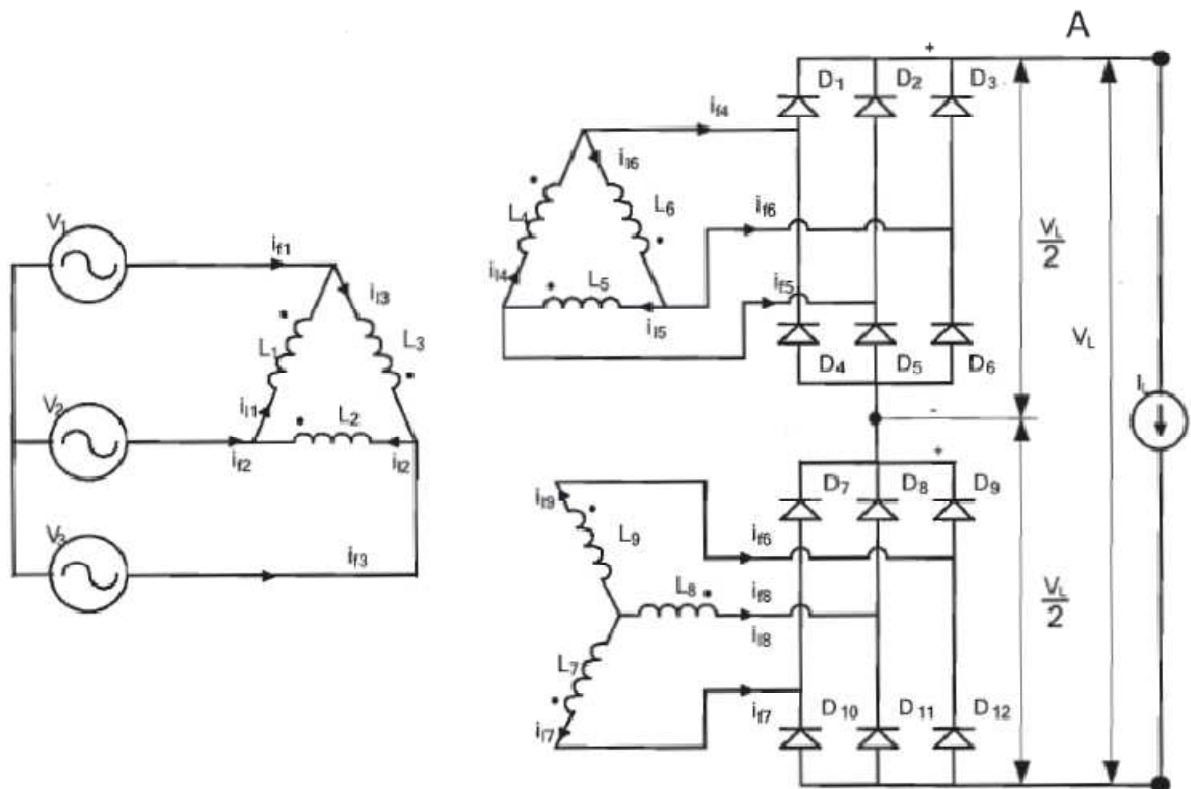 A
+
D1
D2
D3
if4
il6
V1
L4
L6
if6
VL
2
if1
il4
L5
if5
il3
il5
VL
L1
L3
D4
D5
D6
IL
V2
il1
L2
-
if2
il2
+
D7
D8
D9
if9
V3
L9
if6
if3
L8
if8
VL
2
il8
L7
if7
D10
D11
D12
il7